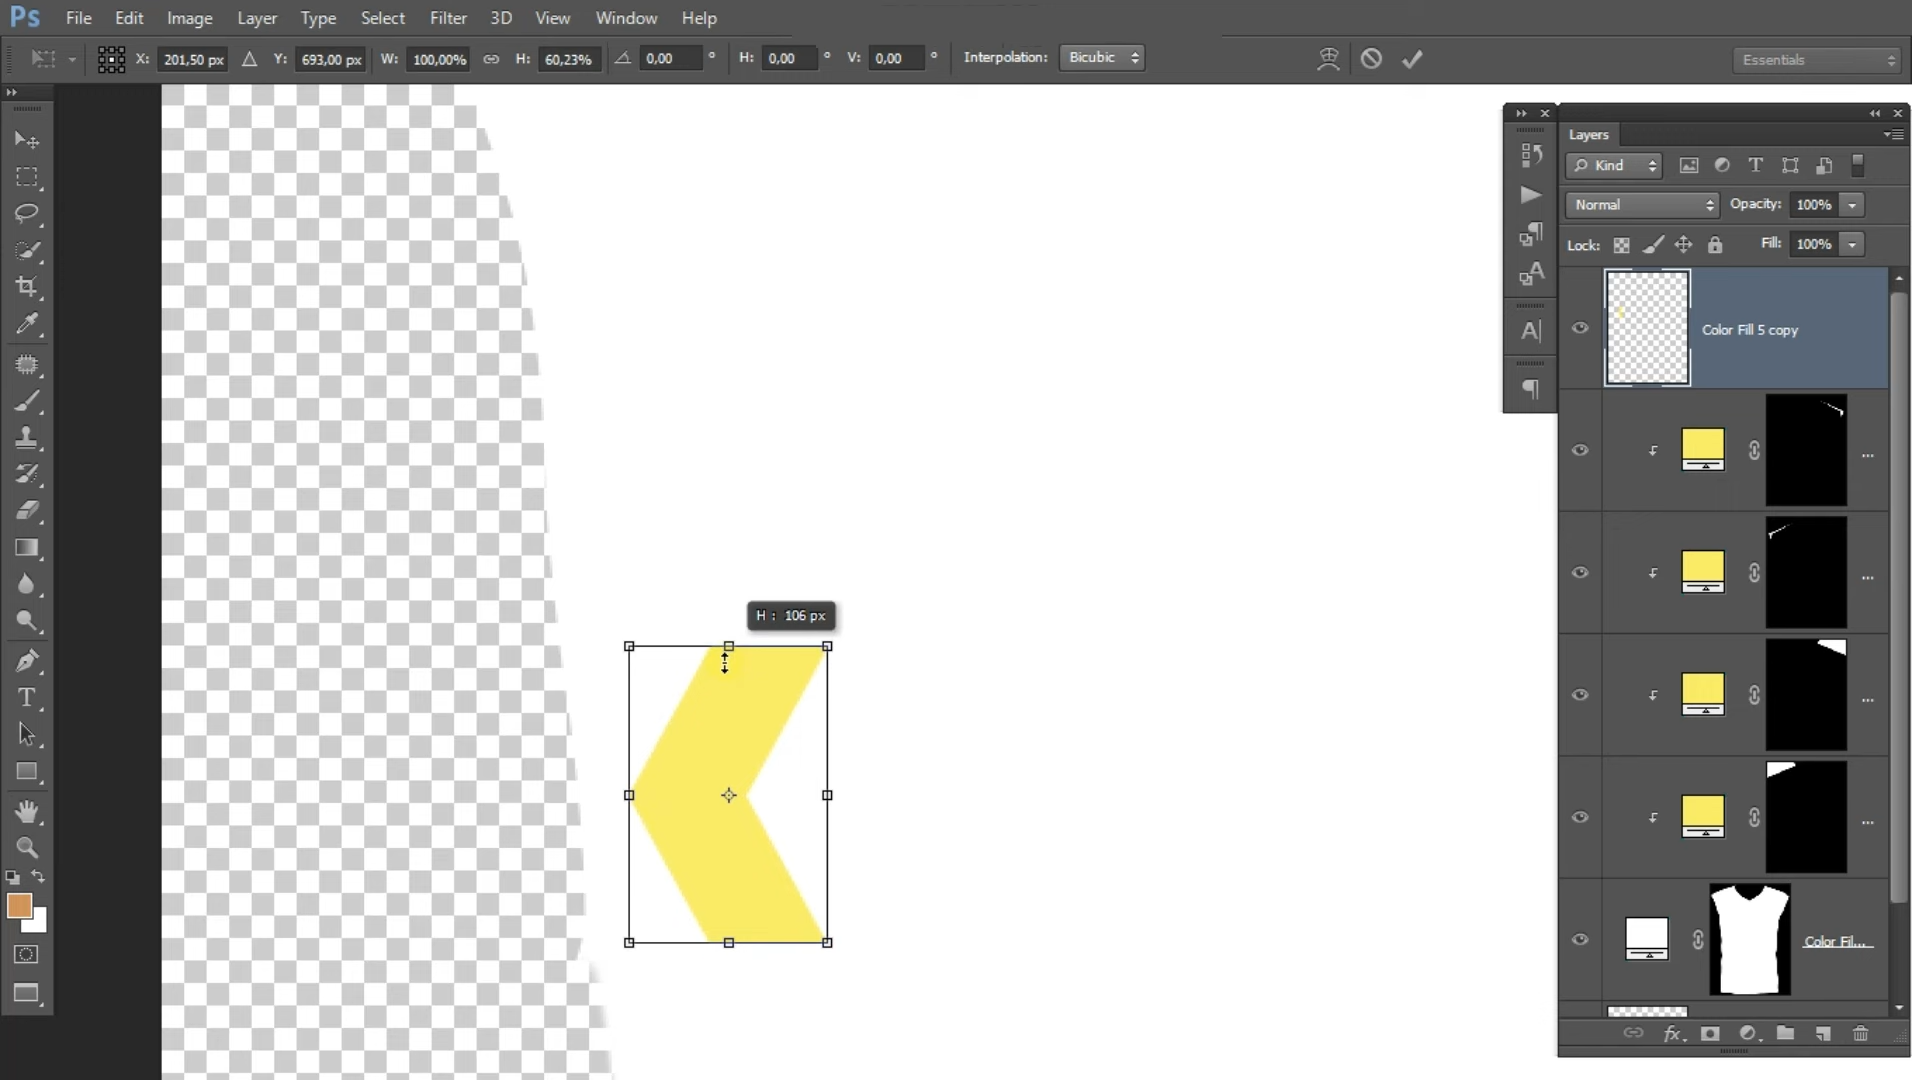 Ps File Edit Image Layer Type Select Filter 3D View Window Help
X: 201,50 px Y: 693,00 px W: 100,00% H: 60,23% 0,00 ° H: 0,00 ° V: 0,00 ° Interpolation: Bicubic Essentials
Layers
Kind
Normal Opacity: 100%
Lock: Fill: 100%
Color Fill 5 copy
...
...
H : 106 px
...
...
Color Fil...